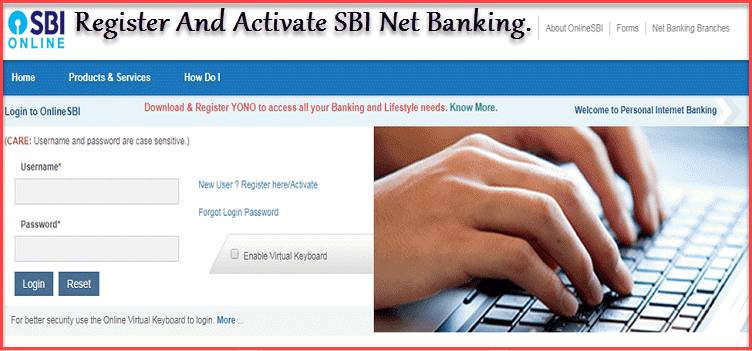 SBI
ONLINE
Register And Activate SBI Net Banking.
About OnlineSBI
Forms
Net Banking Branches
Home
Products & Services
How Do I
Login to OnlineSBI
Download & Register YONO to access all your Banking and Lifestyle needs. Know More.
Welcome to Personal Internet Banking
(CARE: Username and password are case sensitive.)
Username*
New User ? Register here/Activate
Forgot Login Password
Password*
Enable Virtual Keyboard
Login
Reset
For better security use the Online Virtual Keyboard to login. More ...